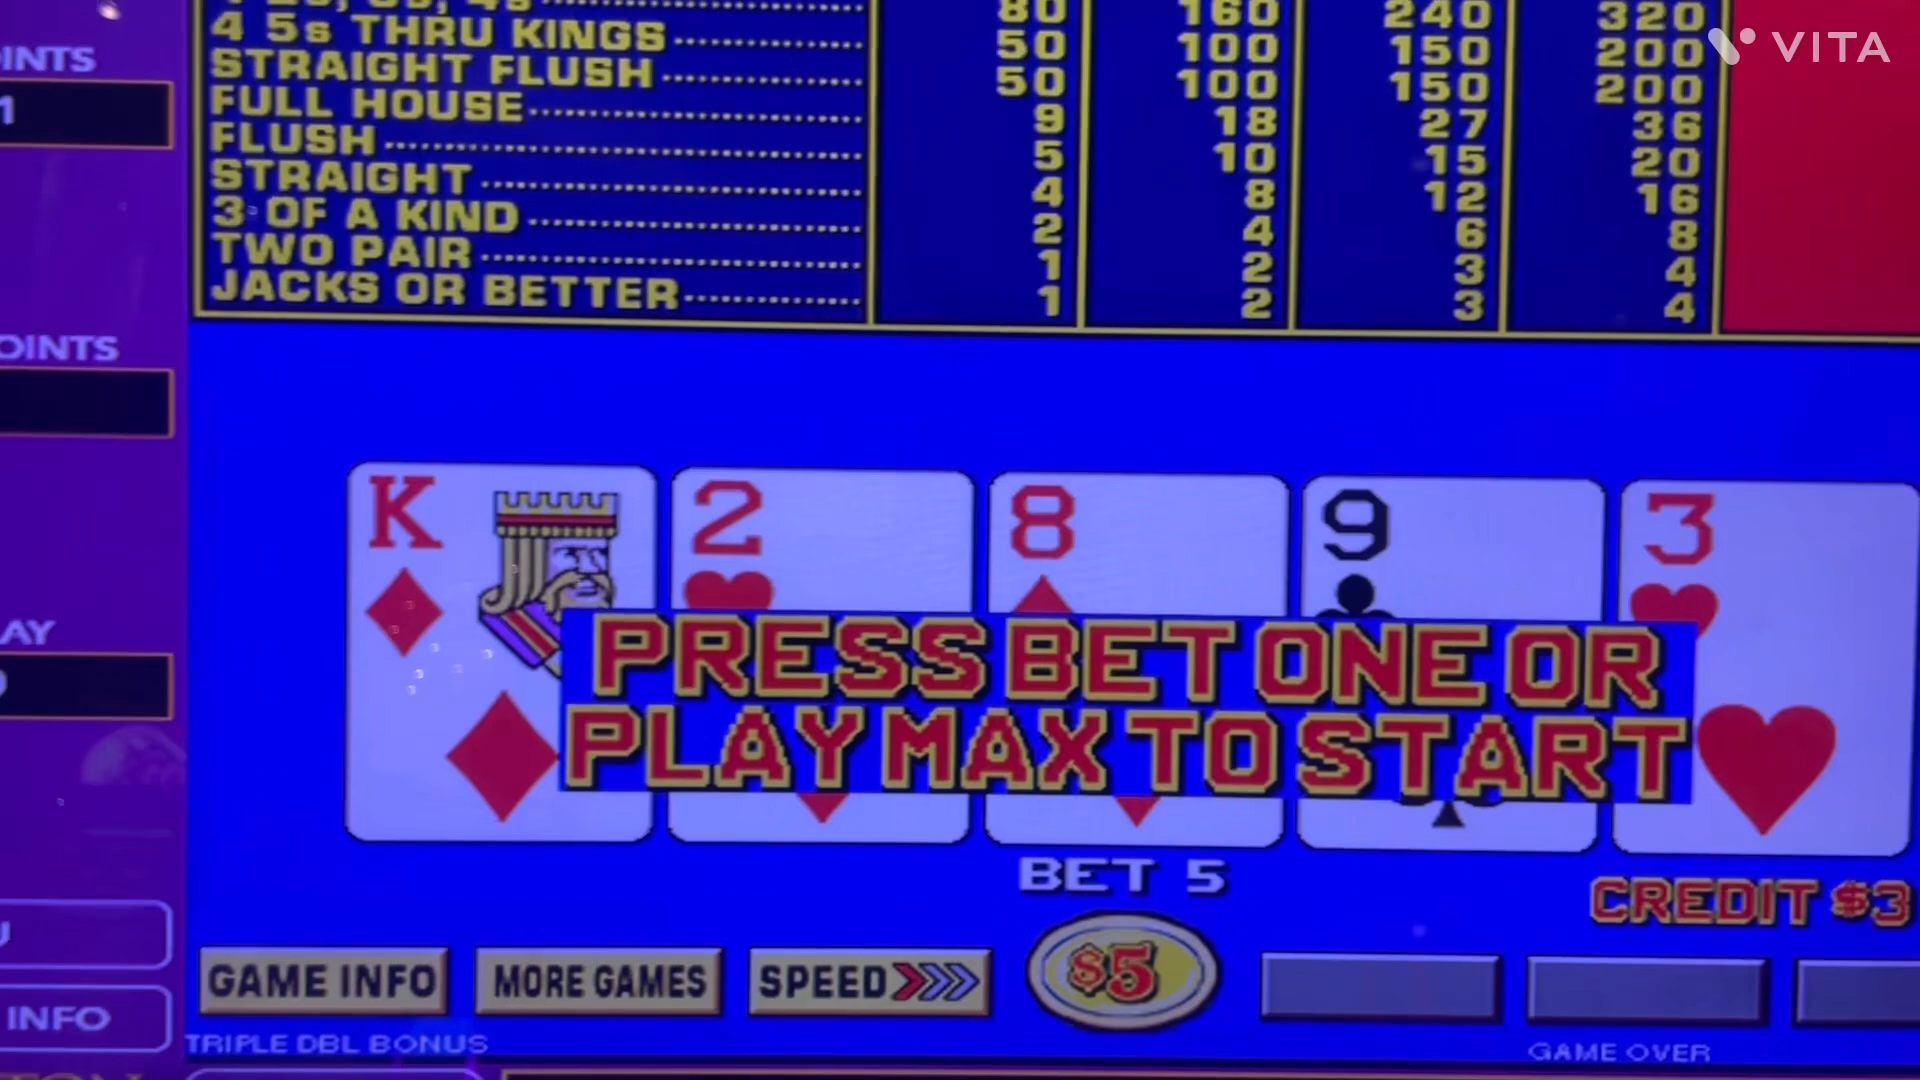 80 160 240 320
4 5s THRU KINGS 50 100 150 200
STRAIGHT FLUSH 50 100 150 200
FULL HOUSE 9 18 27 36
FLUSH 5 10 15 20
STRAIGHT 4 8 12 16
3 OF A KIND 2 4 6 8
TWO PAIR 1 2 3 4
JACKS OR BETTER 1 2 3 4
VITA
INTS
1
OINTS
AY
K 2 8 9 3
PRESS BET ONE OR
PLAY MAX TO START
BET 5
CREDIT $3
GAME INFO MORE GAMES SPEED $5
INFO
TRIPLE DBL BONUS
GAME OVER